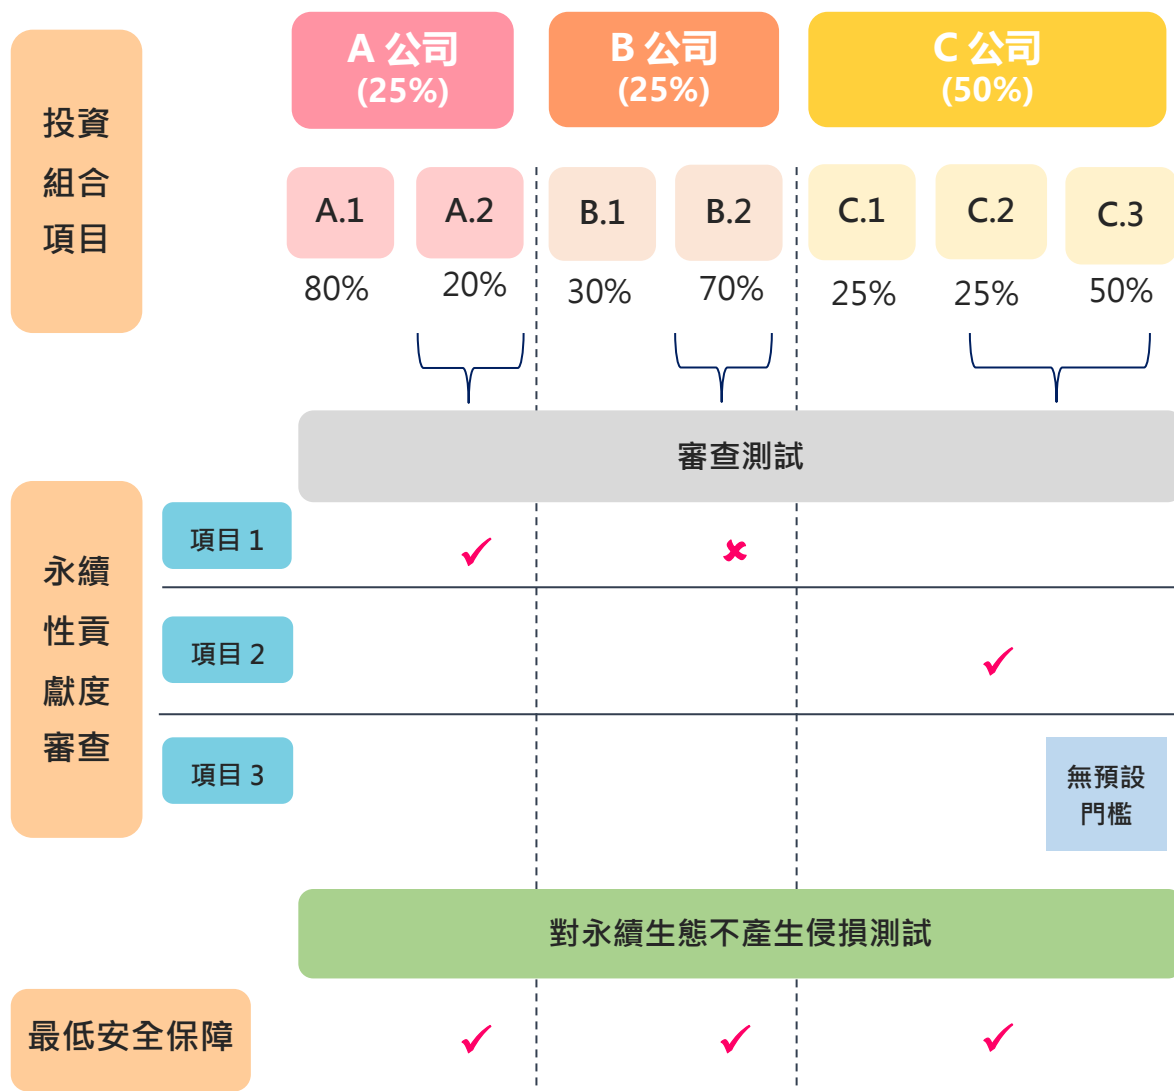 投資
組合
項目
A 公司
(25%)
B 公司
(25%)
C 公司
(50%)
A.1
A.2
B.1
B.2
C.1
C.2
C.3
80%
20%
30%
70%
25%
25%
50%
審查測試
永續
性貢
獻度
審查
項目 1
項目 2
項目 3
無預設
門檻
對永續生態不產生侵損測試
最低安全保障